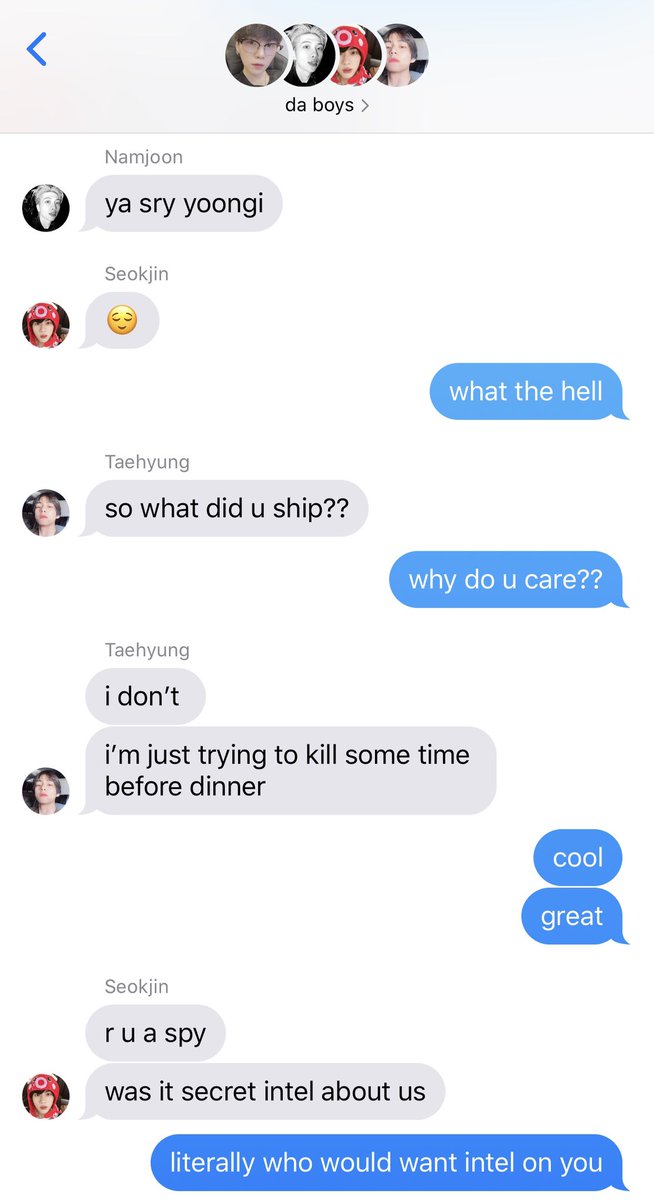 da boys
Namjoon
ya sry yoongi
Seokjin
😌
what the hell
Taehyung
so what did u ship??
why do u care??
Taehyung
i don’t
i’m just trying to kill some time
before dinner
cool
great
Seokjin
r u a spy
was it secret intel about us
literally who would want intel on you